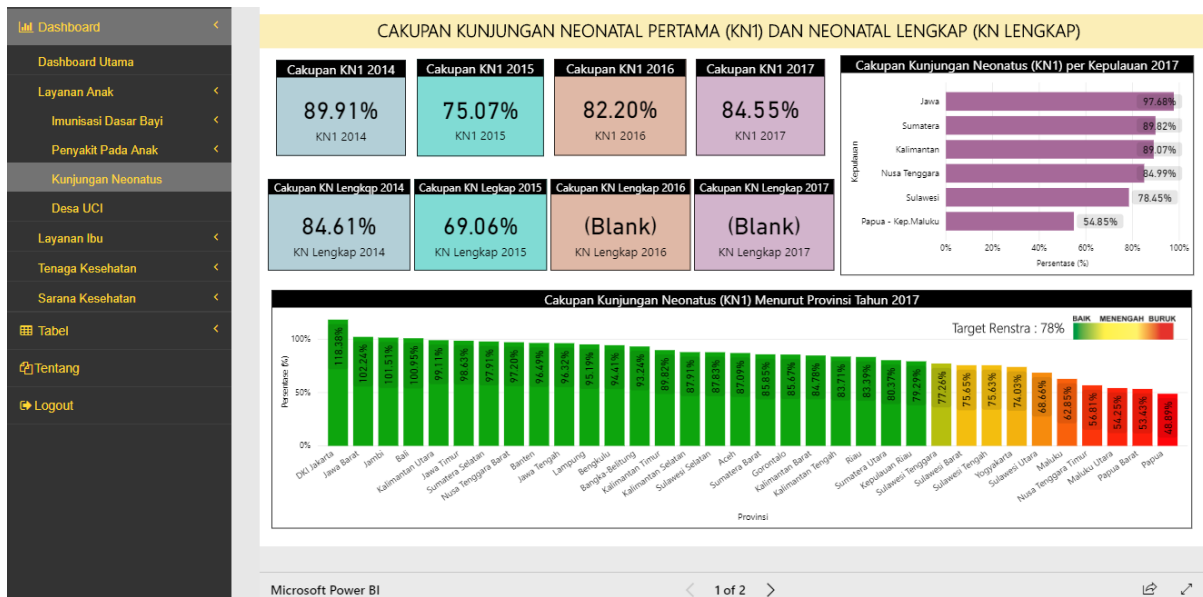 Dashboard
Dashboard Utama
Layanan Anak
Imunisasi Dasar Bayi
Penyakit Pada Anak
Kunjungan Neonatus
Desa UCI
Layanan Ibu
Tenaga Kesehatan
Sarana Kesehatan
Tabel
Tentang
Logout
CAKUPAN KUNJUNGAN NEONATAL PERTAMA (KN1) DAN NEONATAL LENGKAP (KN LENGKAP)
Cakupan KN1 2014
89.91%
KN1 2014
Cakupan KN1 2015
75.07%
KN1 2015
Cakupan KN1 2016
82.20%
KN1 2016
Cakupan KN1 2017
84.55%
KN1 2017
Cakupan KN Lengkqp 2014
84.61%
KN Lengkap 2014
Cakupan KN Legkap 2015
69.06%
KN Lengkap 2015
Cakupan KN Lengkap 2016
(Blank)
KN Lengkap 2016
Cakupan KN Lengkap 2017
(Blank)
KN Lengkap 2017
Cakupan Kunjungan Neonatus (KN1) per Kepulauan 2017
Kepulauan
Jawa 97.68%
Sumatera 89.82%
Kalimantan 89.07%
Nusa Tenggara 84.99%
Sulawesi 78.45%
Papua - Kep.Maluku 54.85%
0% 20% 40% 60% 80% 100%
Persentase (%)
Cakupan Kunjungan Neonatus (KN1) Menurut Provinsi Tahun 2017
Target Renstra : 78%
BAIK MENENGAH BURUK
Persentase (%)
100%
50%
0%
118.38% 102.24% 101.51% 100.95% 99.11% 98.63% 97.91% 97.20% 96.49% 96.32% 95.19% 94.41% 93.24% 89.82% 87.91% 87.83% 87.09% 85.85% 85.67% 84.78% 83.71% 83.39% 80.37% 79.29% 77.26% 75.65% 75.63% 74.03% 68.66% 62.85% 56.81% 54.25% 53.43% 48.89%
DKI Jakarta
Jawa Barat
Jambi
Bali
Kalimantan Utara
Jawa Timur
Sumatera Selatan
Nusa Tenggara Barat
Banten
Jawa Tengah
Lampung
Bengkulu
Bangka-Belitung
Kalimantan Timur
Kalimantan Selatan
Sulawesi Selatan
Aceh
Sumatera Barat
Gorontalo
Kalimantan Barat
Kalimantan Tengah
Riau
Sumatera Utara
Kepulauan Riau
Sulawesi Tenggara
Sulawesi Barat
Sulawesi Tengah
Yogyakarta
Sulawesi Utara
Maluku
Nusa Tenggara Timur
Maluku Utara
Papua Barat
Papua
Provinsi
Microsoft Power BI
1 of 2